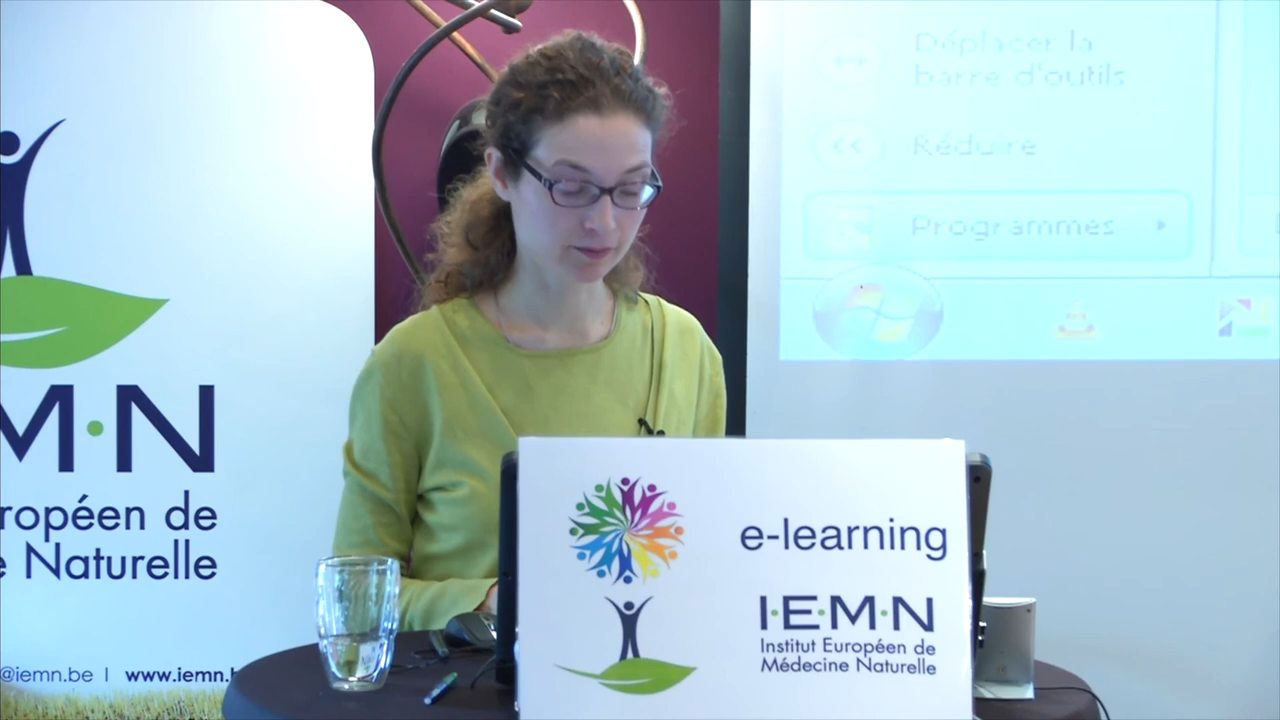 M·N
ropéen de
e Naturelle
@iemn.be | www.iemn.b
Déplacer la
barre d'outils
Réduire
Programmes
e-learning
I·E·M·N
Institut Européen de
Médecine Naturelle